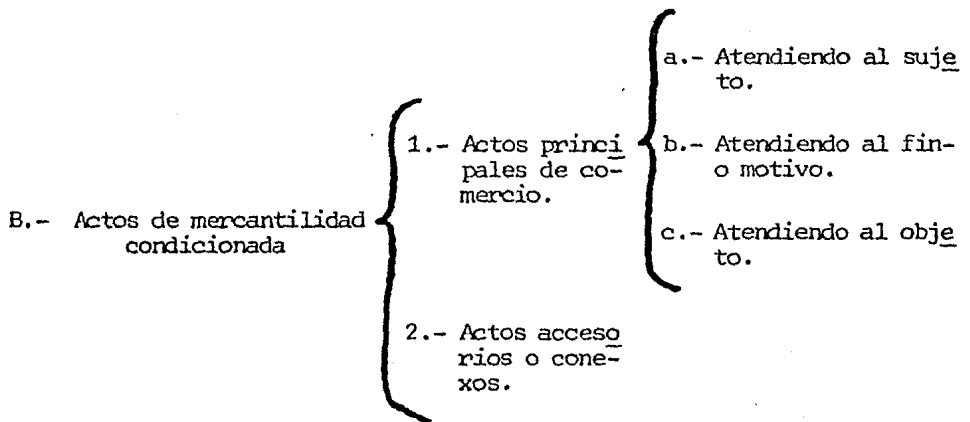 B.- Actos de mercantilidad
condicionada
1.- Actos princi
pales de co-
mercio.
a.- Atendiendo al suje
to.
b.- Atendiendo al fin-
o motivo.
c.- Atendiendo al obje
to.
2.- Actos acceso
rios o cone-
xos.